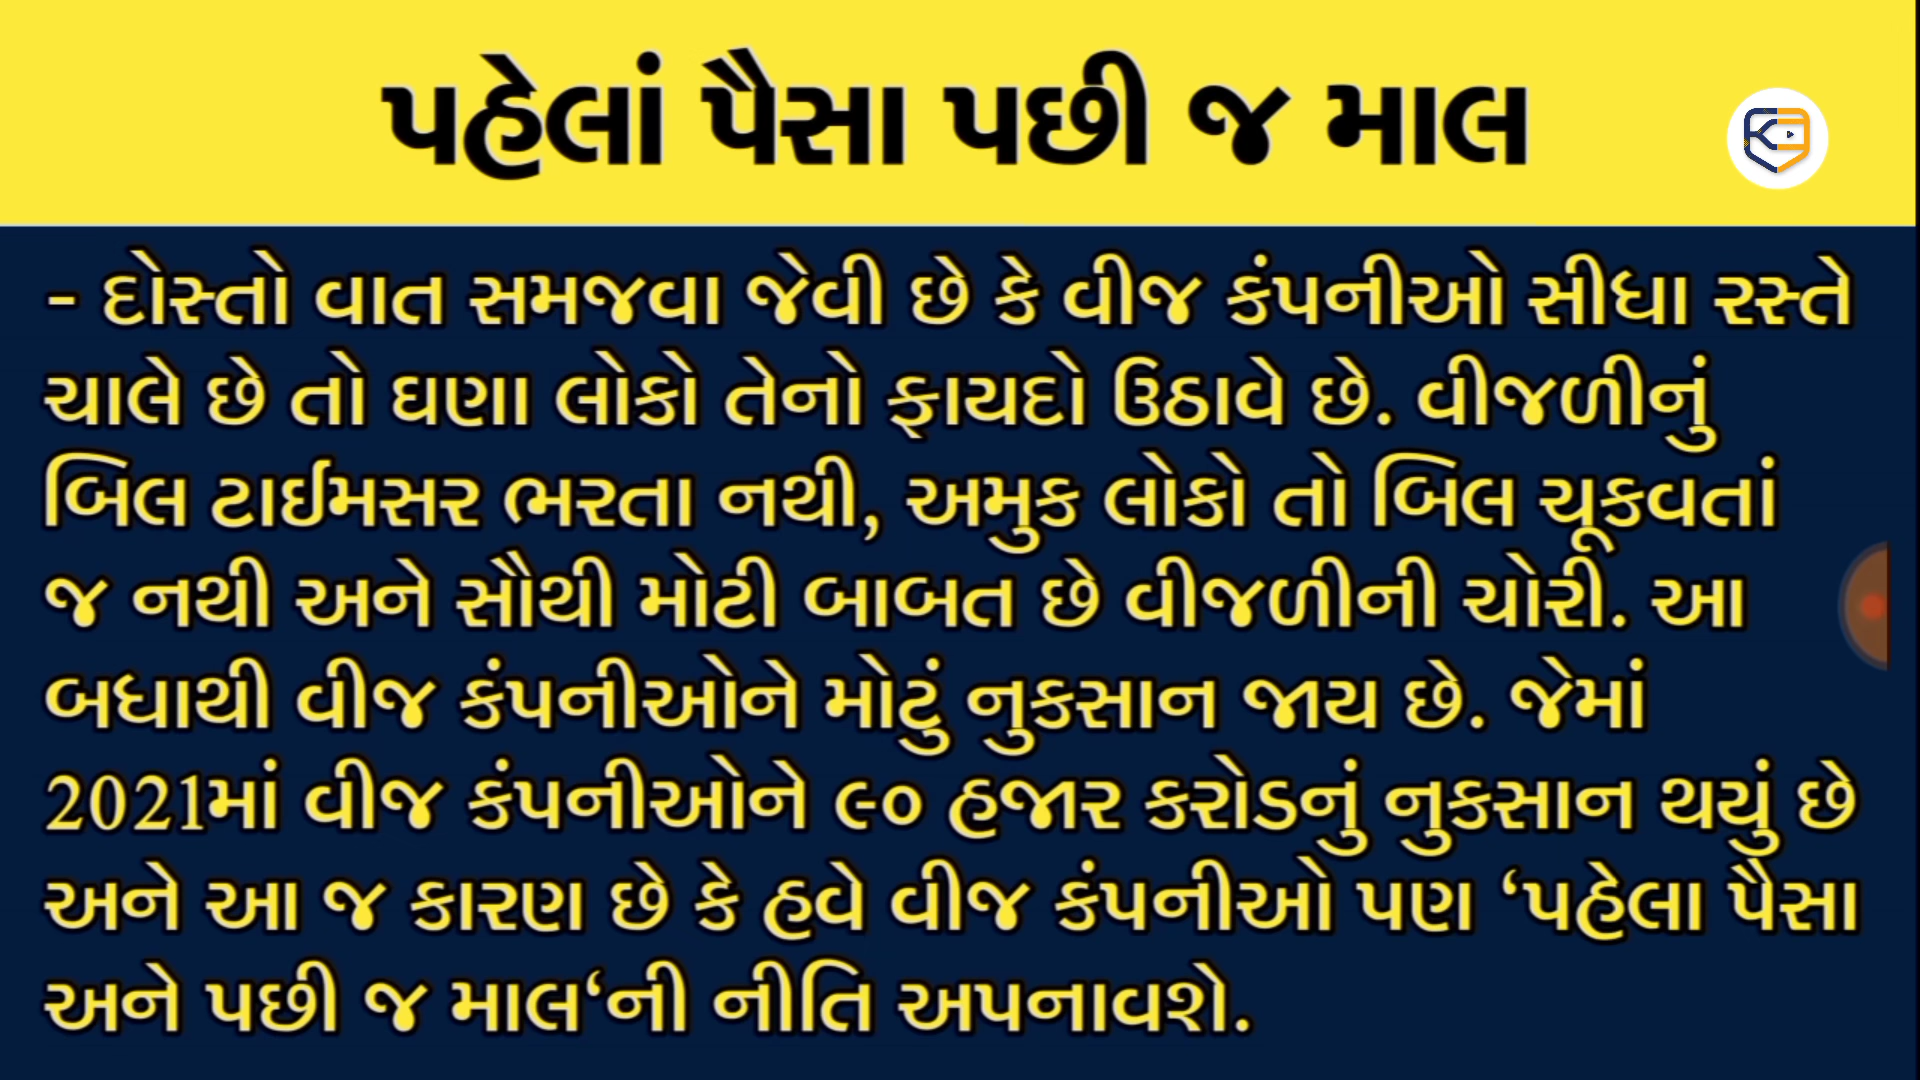 પહેલાં પૈસા પછી જ માલ
- દોસ્તો વાત સમજવા જેવી છે કે વીજ કંપનીઓ સીધા રસ્તે
ચાલે છે તો ઘણા લોકો તેનો ફાયદો ઉઠાવે છે. વીજળીનું
બિલ ટાઈમસર ભરતા નથી, અમુક લોકો તો બિલ ચૂકવતાં
જ નથી અને સૌથી મોટી બાબત છે વીજળીની ચોરી. આ
બધાથી વીજ કંપનીઓને મોટું નુકસાન જાય છે. જેમાં
2021માં વીજ કંપનીઓને ૯૦ હજાર કરોડનું નુકસાન થયું છે
અને આ જ કારણ છે કે હવે વીજ કંપનીઓ પણ ‘પહેલા પૈસા
અને પછી જ માલ‘ની નીતિ અપનાવશે.